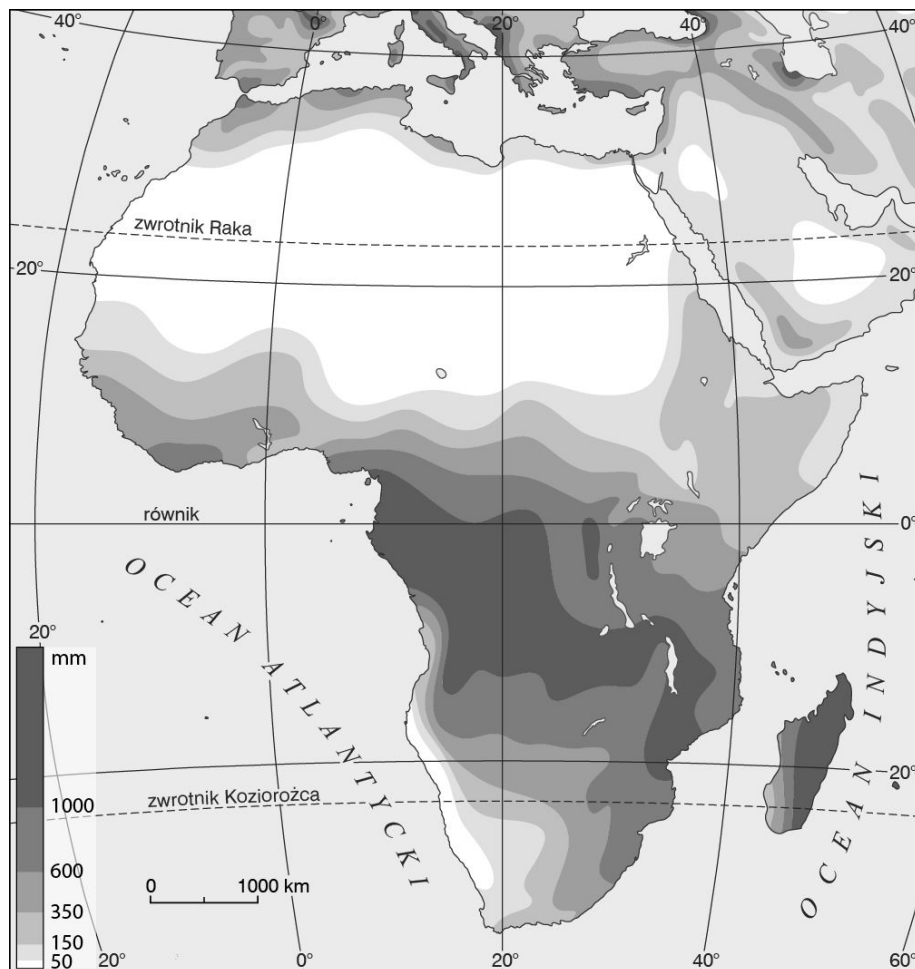 40° 0° 20° 40° 40°
zwrotnik Raka
20° 20°
równik 0°
OCEAN ATLANTYCKI
OCEAN INDYJSKI
20°
mm
1000
600
350
150
50
zwrotnik Koziorożca
20°
0 1000 km
20° 0° 20° 40° 60°